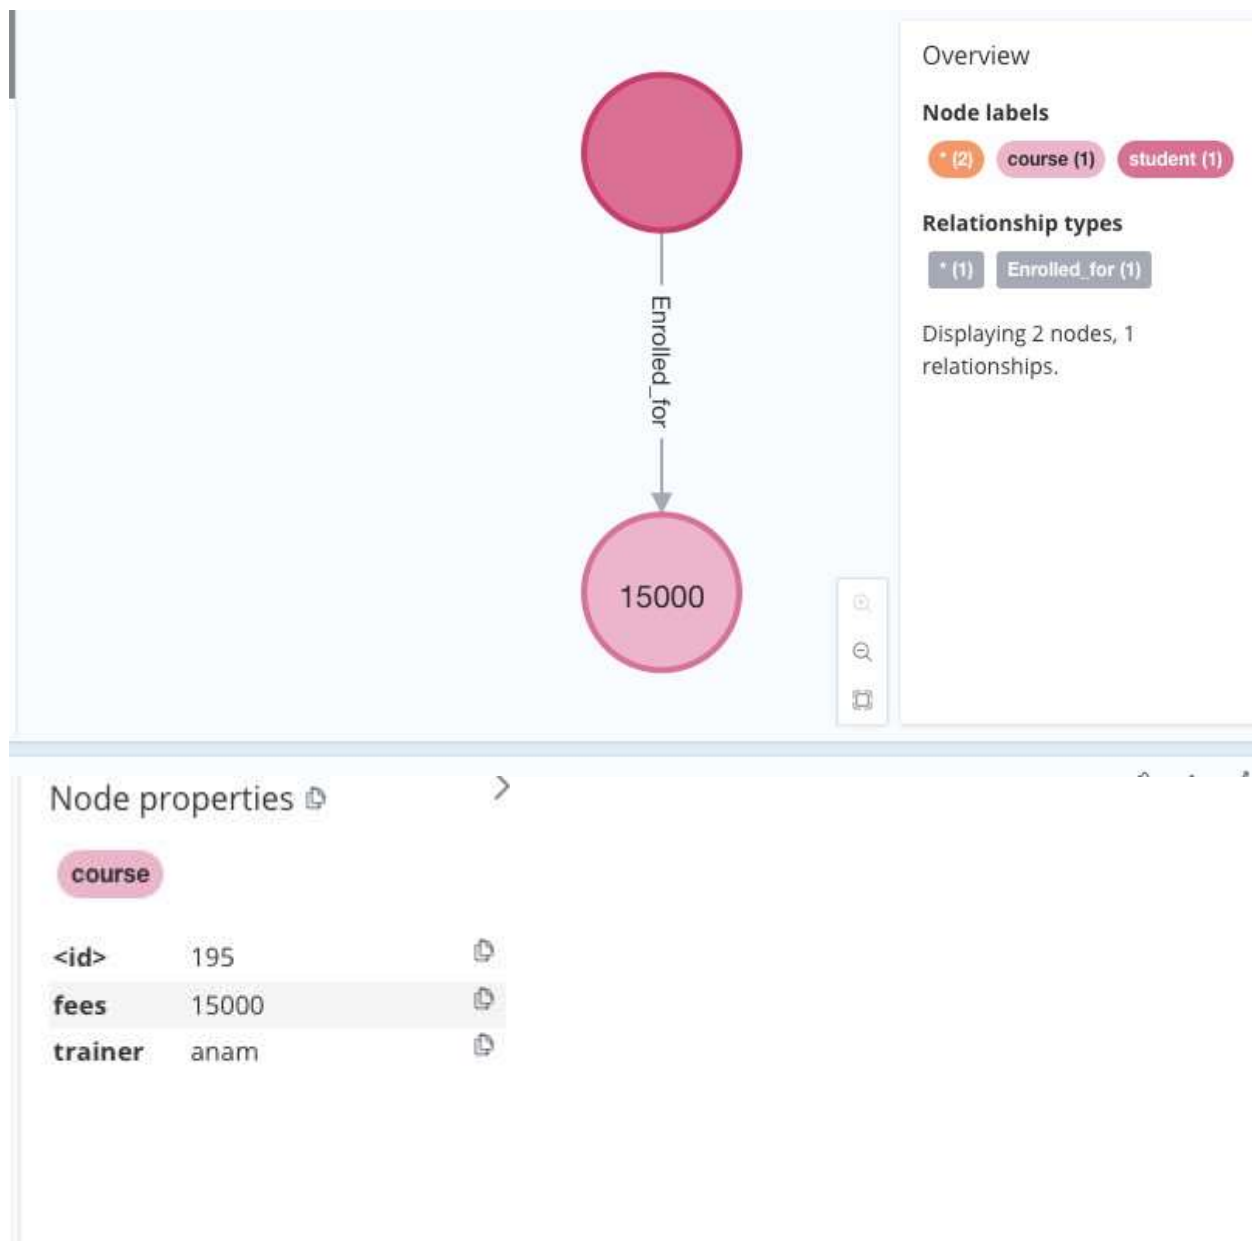 Overview
Node labels
* (2) course (1) student (1)
Relationship types
* (1) Enrolled_for (1)
Displaying 2 nodes, 1
relationships.
Enrolled_for
15000
Node properties
course
<id> 195
fees 15000
trainer anam